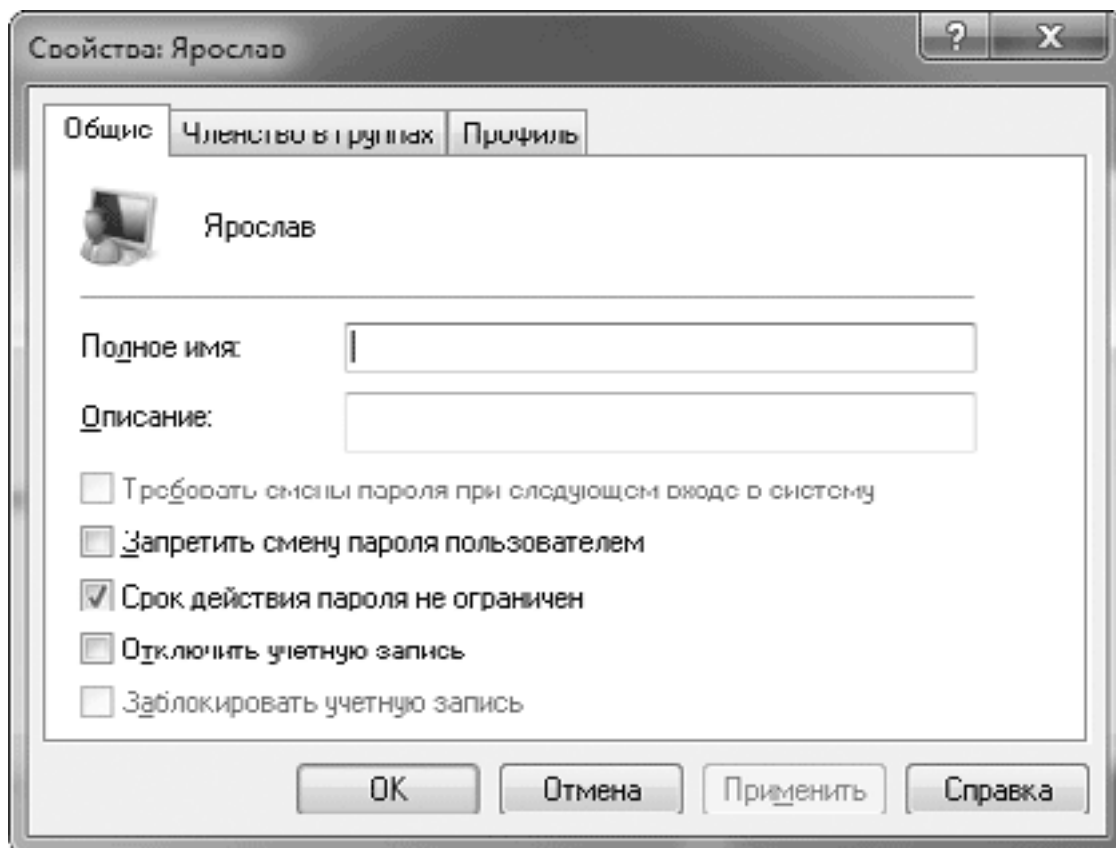 Свойства: Ярослав
Общие Членство в группах Профиль
Ярослав
Полное имя:
Описание:
Требовать смены пароля при следующем входе в систему
Запретить смену пароля пользователем
Срок действия пароля не ограничен
Отключить учетную запись
Заблокировать учетную запись
OK Отмена Применить Справка